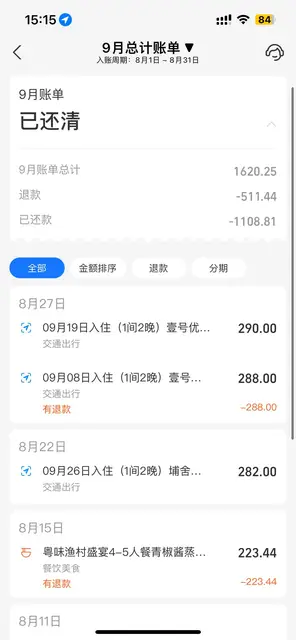 15:15
84
9月总计账单 ▼
入账周期：8月1日 ~ 8月31日
9月账单
已还清
9月账单总计 1620.25
退款 -511.44
已还款 -1108.81
全部 金额排序 退款 分期
8月27日
09月19日入住（1间2晚）壹号优... 290.00
交通出行
09月08日入住（1间2晚）壹号... 288.00
交通出行
有退款 -288.00
8月22日
09月26日入住（1间2晚）埔舍... 282.00
交通出行
8月15日
粤味渔村盛宴4-5人餐青椒酱蒸... 223.44
餐饮美食
有退款 -223.44
8月11日